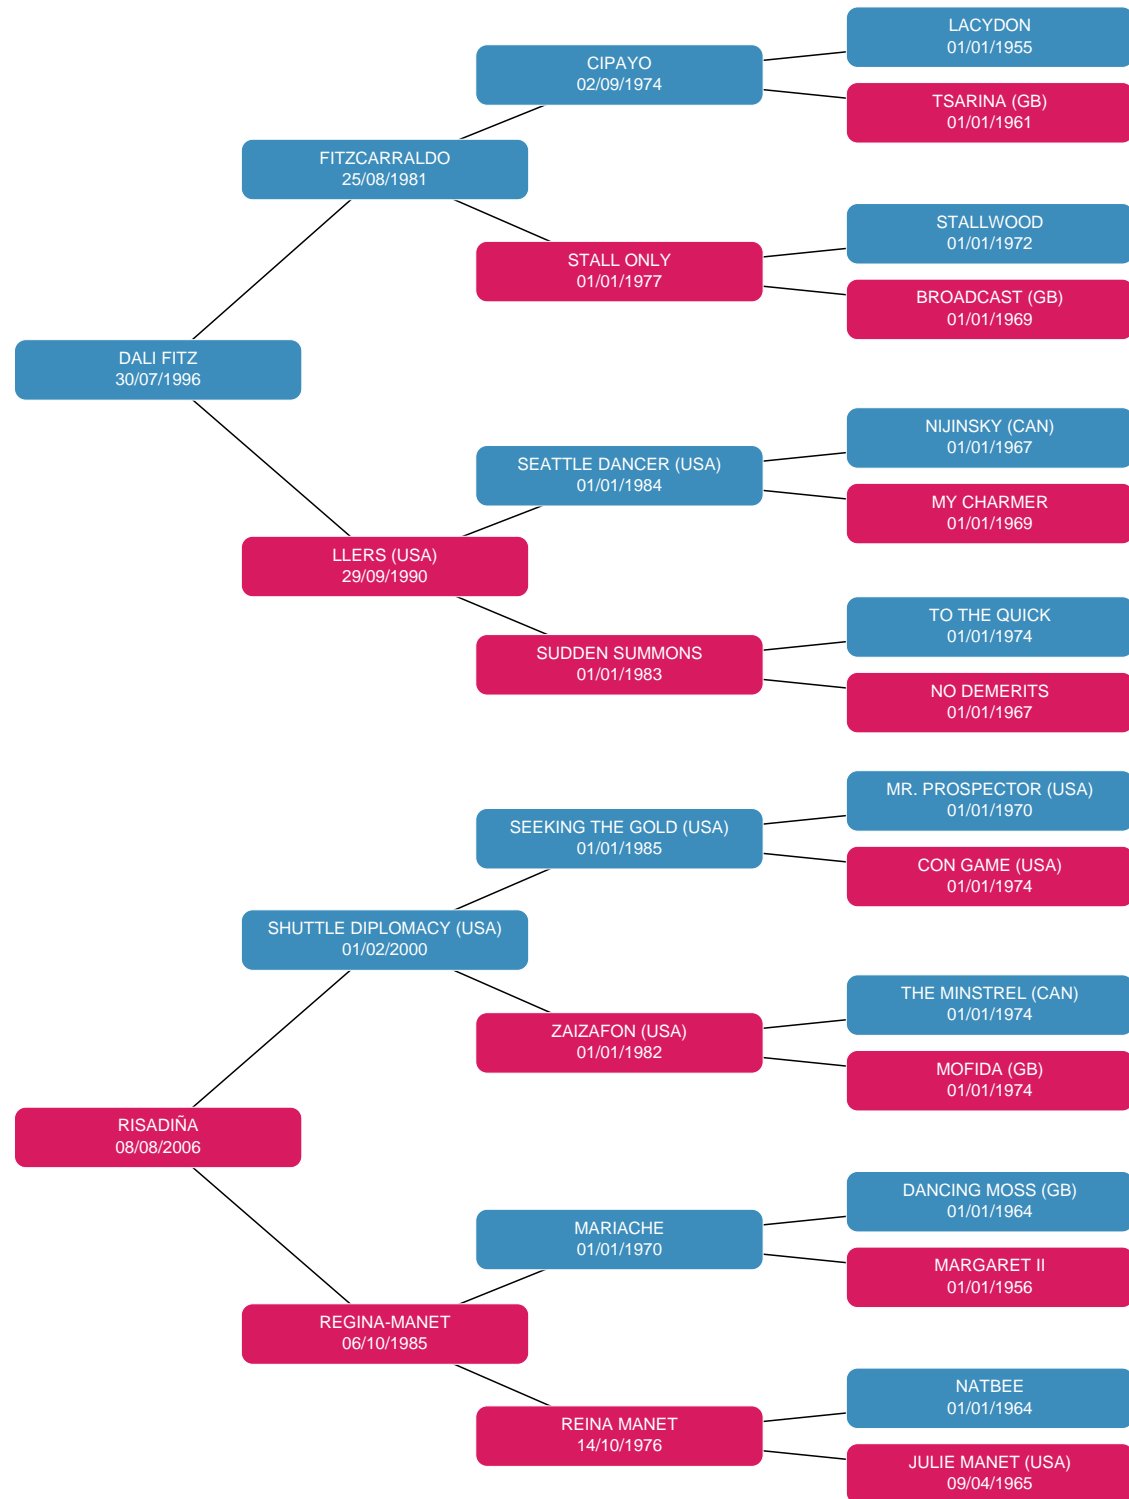 LACYDON
01/01/1955
CIPAYO
02/09/1974
TSARINA (GB)
01/01/1961
FITZCARRALDO
25/08/1981
STALLWOOD
01/01/1972
STALL ONLY
01/01/1977
BROADCAST (GB)
01/01/1969
DALI FITZ
30/07/1996
NIJINSKY (CAN)
01/01/1967
SEATTLE DANCER (USA)
01/01/1984
MY CHARMER
01/01/1969
LLERS (USA)
29/09/1990
TO THE QUICK
01/01/1974
SUDDEN SUMMONS
01/01/1983
NO DEMERITS
01/01/1967
MR. PROSPECTOR (USA)
01/01/1970
SEEKING THE GOLD (USA)
01/01/1985
CON GAME (USA)
01/01/1974
SHUTTLE DIPLOMACY (USA)
01/02/2000
THE MINSTREL (CAN)
01/01/1974
ZAIZAFON (USA)
01/01/1982
MOFIDA (GB)
01/01/1974
RISADIÑA
08/08/2006
DANCING MOSS (GB)
01/01/1964
MARIACHE
01/01/1970
MARGARET II
01/01/1956
REGINA-MANET
06/10/1985
NATBEE
01/01/1964
REINA MANET
14/10/1976
JULIE MANET (USA)
09/04/1965